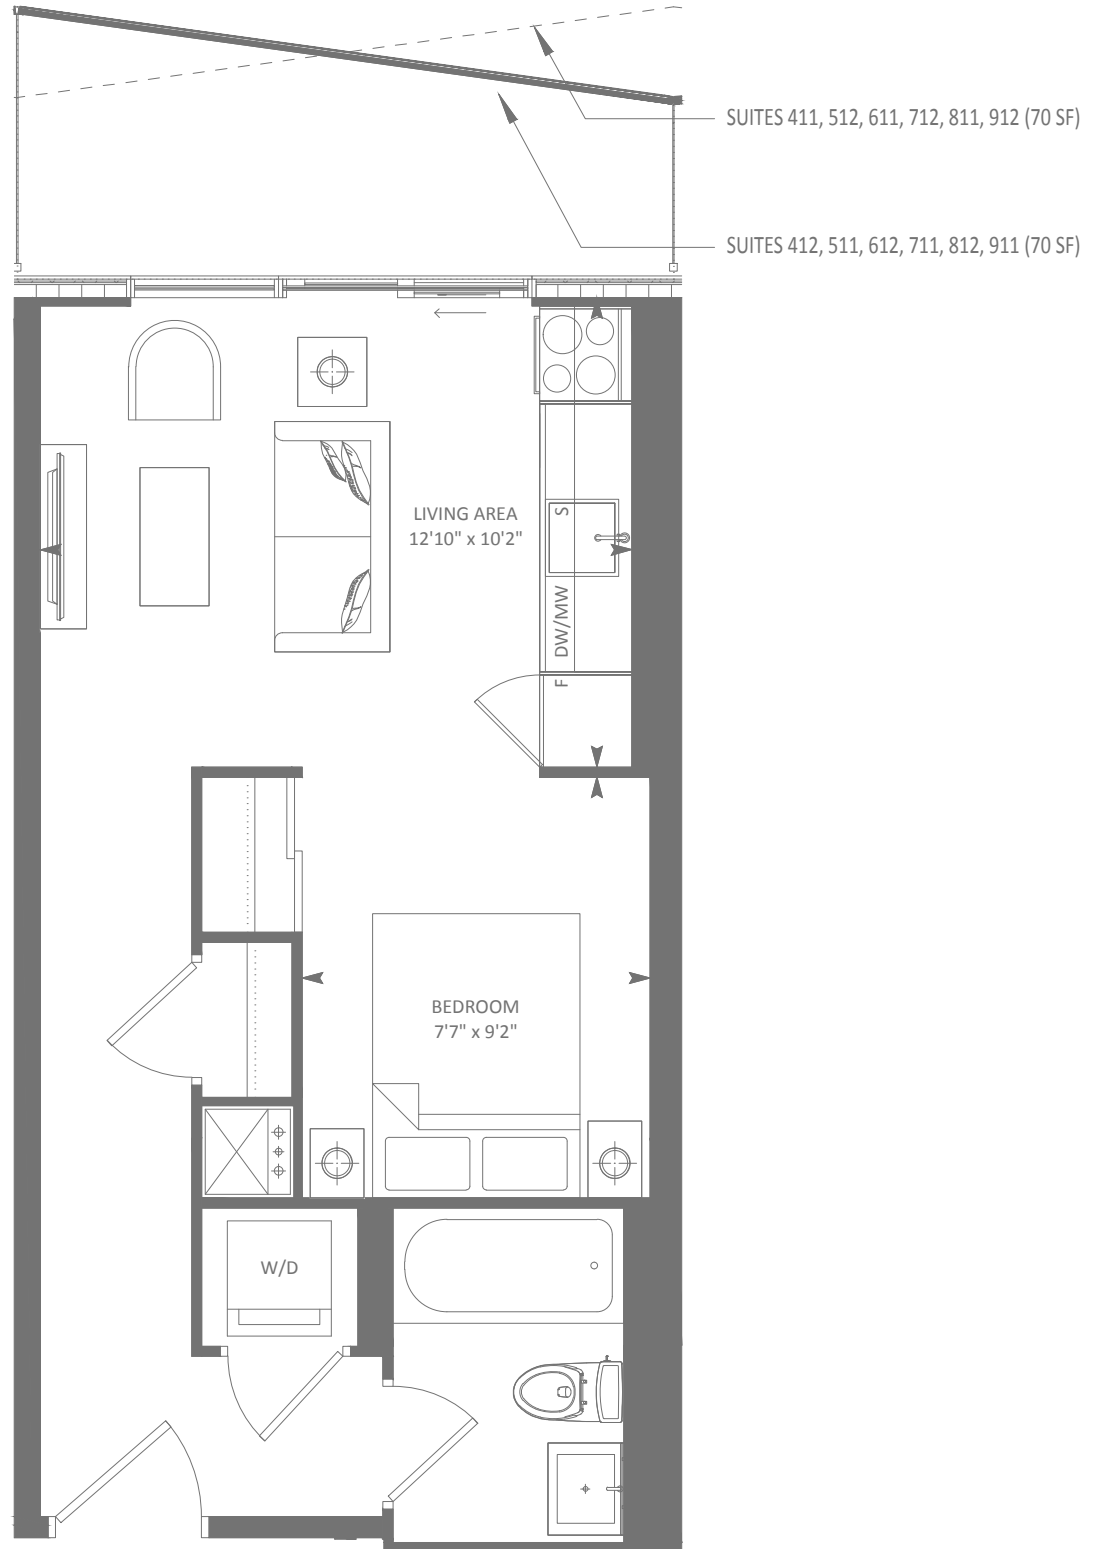 SUITES 411, 512, 611, 712, 811, 912 (70 SF)
SUITES 412, 511, 612, 711, 812, 911 (70 SF)
LIVING AREA
12'10" x 10'2"
S
DW/MW
F
BEDROOM
7'7" x 9'2"
W/D